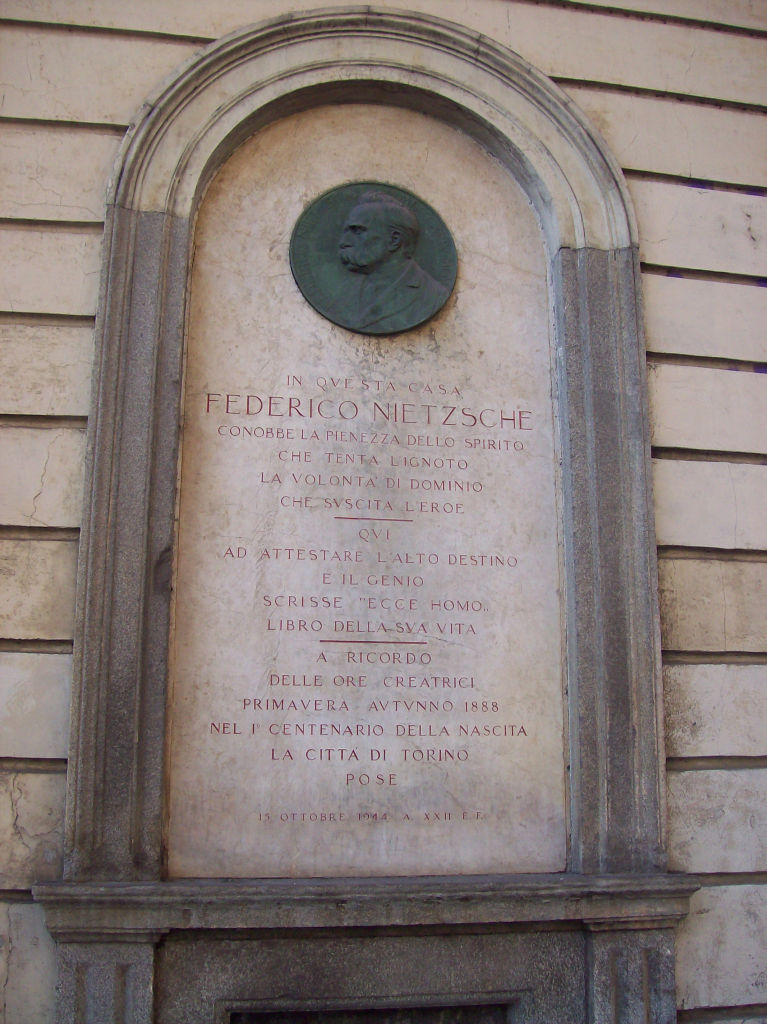 IN QVESTA CASA
FEDERICO NIETZSCHE
CONOBBE LA PIENEZZA DELLO SPIRITO
CHE TENTA L'IGNOTO
LA VOLONTA' DI DOMINIO
CHE SVSCITA L'EROE
QVI
AD ATTESTARE L'ALTO DESTINO
E IL GENIO
SCRISSE "ECCE HOMO„
LIBRO DELLA SVA VITA
A RICORDO
DELLE ORE CREATRICI
PRIMAVERA AVTVNNO 1888
NEL I° CENTENARIO DELLA NASCITA
LA CITTA' DI TORINO
POSE
15 OTTOBRE 1944 A. XXII E.F.